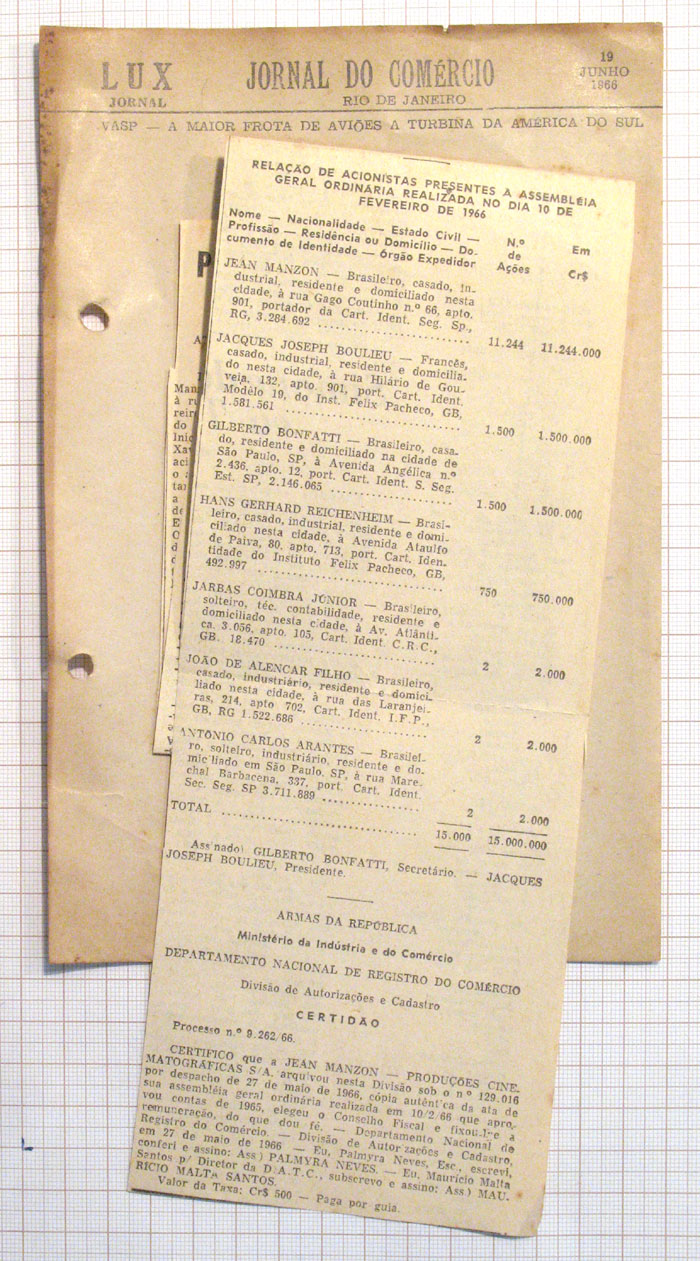 LUX
JORNAL
JORNAL DO COMÉRCIO
RIO DE JANEIRO
19
JUNHO
1966
VASP — A MAIOR FROTA DE AVIÕES A TURBINA DA AMÉRICA DO SUL
P
A
Man
à ru
reir
do
Inic
Xav
aci
o a
tar
a
de
E
C
d
RELAÇÃO DE ACIONISTAS PRESENTES A ASSEMBLÉIA
GERAL ORDINÁRIA REALIZADA NO DIA 10 DE
FEVEREIRO DE 1966
Nome — Nacionalidade — Estado Civil —
Profissão — Residência ou Domicílio — Do-
cumento de Identidade — Órgão Expedidor
N.º
de
Ações
Em
Cr$
JEAN MANZON — Brasileiro, casado, in-
dustrial, residente e domiciliado nesta
cidade, à rua Gago Coutinho n.º 66, apto.
901, portador da Cart. Ident. Seg. Sp.,
RG, 3.284.692 .................... 11.244 11.244.000
JACQUES JOSEPH BOULIEU — Francês,
casado, industrial, residente e domicilia-
do nesta cidade, à rua Hilário de Gou-
veia, 132, apto. 901, port. Cart. Ident.
Modêlo 19, do Inst. Felix Pacheco, GB,
1.581.561 .................... 1.500 1.500.000
GILBERTO BONFATTI — Brasileiro, casa-
do, residente e domiciliado na cidade de
São Paulo, SP, à Avenida Angélica n.º
2.436, apto. 12, port. Cart. Ident. S. Seg.
Est. SP, 2.146.065 .................... 1.500 1.500.000
HANS GERHARD REICHENHEIM — Brasi-
leiro, casado, industrial, residente e domi-
ciliado nesta cidade, à Avenida Ataulfo
de Paiva, 80, apto. 713, port. Cart. Iden-
tidade do Instituto Felix Pacheco, GB,
492.997 .................... 750 750.000
JARBAS COIMBRA JÚNIOR — Brasileiro,
solteiro, téc. contabilidade, residente e
domiciliado nesta cidade, à Av. Atlânti-
ca, 3.056, apto. 105, Cart. Ident. C.R.C.,
GB. 18.470 .................... 2 2.000
JOÃO DE ALENCAR FILHO — Brasileiro,
casado, industriário, residente e domici-
liado nesta cidade, à rua das Laranjei-
ras, 214, apto 702, Cart. Ident. I.F.P.,
GB, RG 1.522.686 .................... 2 2.000
ANTÔNIO CARLOS ARANTES — Brasilei-
ro, solteiro, industriário, residente e do-
miciliado em São Paulo, SP, à rua Mare-
chal Barbacena, 337, port. Cart. Ident.
Sec. Seg. SP 3.711.889 .................... 2 2.000
TOTAL .................... 15.000 15.000.000
Assinado) GILBERTO BONFATTI, Secretário. — JACQUES
JOSEPH BOULIEU, Presidente.
ARMAS DA REPÚBLICA
Ministério da Indústria e do Comércio
DEPARTAMENTO NACIONAL DE REGISTRO DO COMÉRCIO
Divisão de Autorizações e Cadastro
CERTIDÃO
Processo n.º 9.262/66.
CERTIFICO que a JEAN MANZON — PRODUÇÕES CINE-
MATOGRÁFICAS S/A. arquivou nesta Divisão sob o nº 129.016
por despacho de 27 de maio de 1966, cópia autêntica da ata de
sua assembléia geral ordinária realizada em 10/2/66 que apro-
vou contas de 1965, elegeu o Conselho Fiscal e fixou-lhe a
remuneração, do que dou fé. — Departamento Nacional de
Registro do Comércio. — Divisão de Autorizações e Cadastro,
em 27 de maio de 1966 — Eu, Palmyra Neves, Esc., escrevi,
conferi e assino: Ass) PALMYRA NEVES. — Eu, Maurício Malta
Santos p/ Diretor da D.A.T.C., subscrevo e assino: Ass) MAU-
RÍCIO MALTA SANTOS.
Valor da Taxa: Cr$ 500 — Paga por guia.